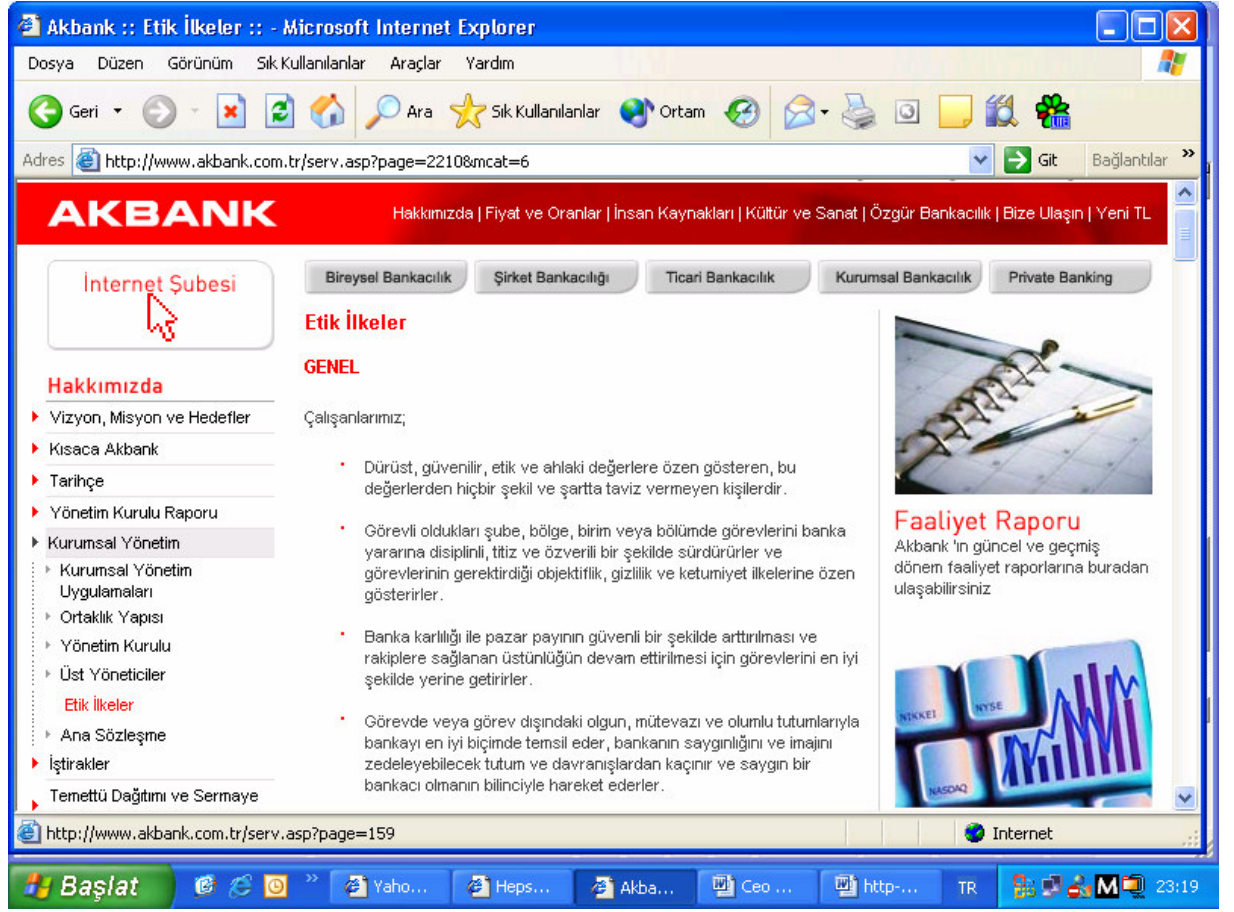 Akbank :: Etik İlkeler :: - Microsoft Internet Explorer
Dosya Düzen Görünüm Sık Kullanılanlar Araçlar Yardım
Geri Ara Sık Kullanılanlar Ortam
Adres http://www.akbank.com.tr/serv.asp?page=2210&mcat=6 Git Bağlantılar »
AKBANK
Hakkımızda | Fiyat ve Oranlar | İnsan Kaynakları | Kültür ve Sanat | Özgür Bankacılık | Bize Ulaşın | Yeni TL
İnternet Şubesi
Bireysel Bankacılık Şirket Bankacılığı Ticari Bankacılık Kurumsal Bankacılık Private Banking
Hakkımızda
Vizyon, Misyon ve Hedefler
Kısaca Akbank
Tarihçe
Yönetim Kurulu Raporu
Kurumsal Yönetim
Kurumsal Yönetim
Uygulamaları
Ortaklık Yapısı
Yönetim Kurulu
Üst Yöneticiler
Etik İlkeler
Ana Sözleşme
İştirakler
Temettü Dağıtımı ve Sermaye
Etik İlkeler
GENEL
Çalışanlarımız;
Dürüst, güvenilir, etik ve ahlaki değerlere özen gösteren, bu
değerlerden hiçbir şekil ve şartta taviz vermeyen kişilerdir.
Görevli oldukları şube, bölge, birim veya bölümde görevlerini banka
yararına disiplinli, titiz ve özverili bir şekilde sürdürürler ve
görevlerinin gerektirdiği objektiflik, gizlilik ve ketumiyet ilkelerine özen
gösterirler.
Banka karlılığı ile pazar payının güvenli bir şekilde arttırılması ve
rakiplere sağlanan üstünlüğün devam ettirilmesi için görevlerini en iyi
şekilde yerine getirirler.
Görevde veya görev dışındaki olgun, mütevazı ve olumlu tutumlarıyla
bankayı en iyi biçimde temsil eder, bankanın saygınlığını ve imajını
zedeleyebilecek tutum ve davranışlardan kaçınır ve saygın bir
bankacı olmanın bilinciyle hareket ederler.
Faaliyet Raporu
Akbank 'ın güncel ve geçmiş
dönem faaliyet raporlarına buradan
ulaşabilirsiniz
NIKKEI
NYSE
NASDAQ
http://www.akbank.com.tr/serv.asp?page=159 Internet
Başlat » Yaho... Heps... Akba... Ceo ... http-... TR M 23:19